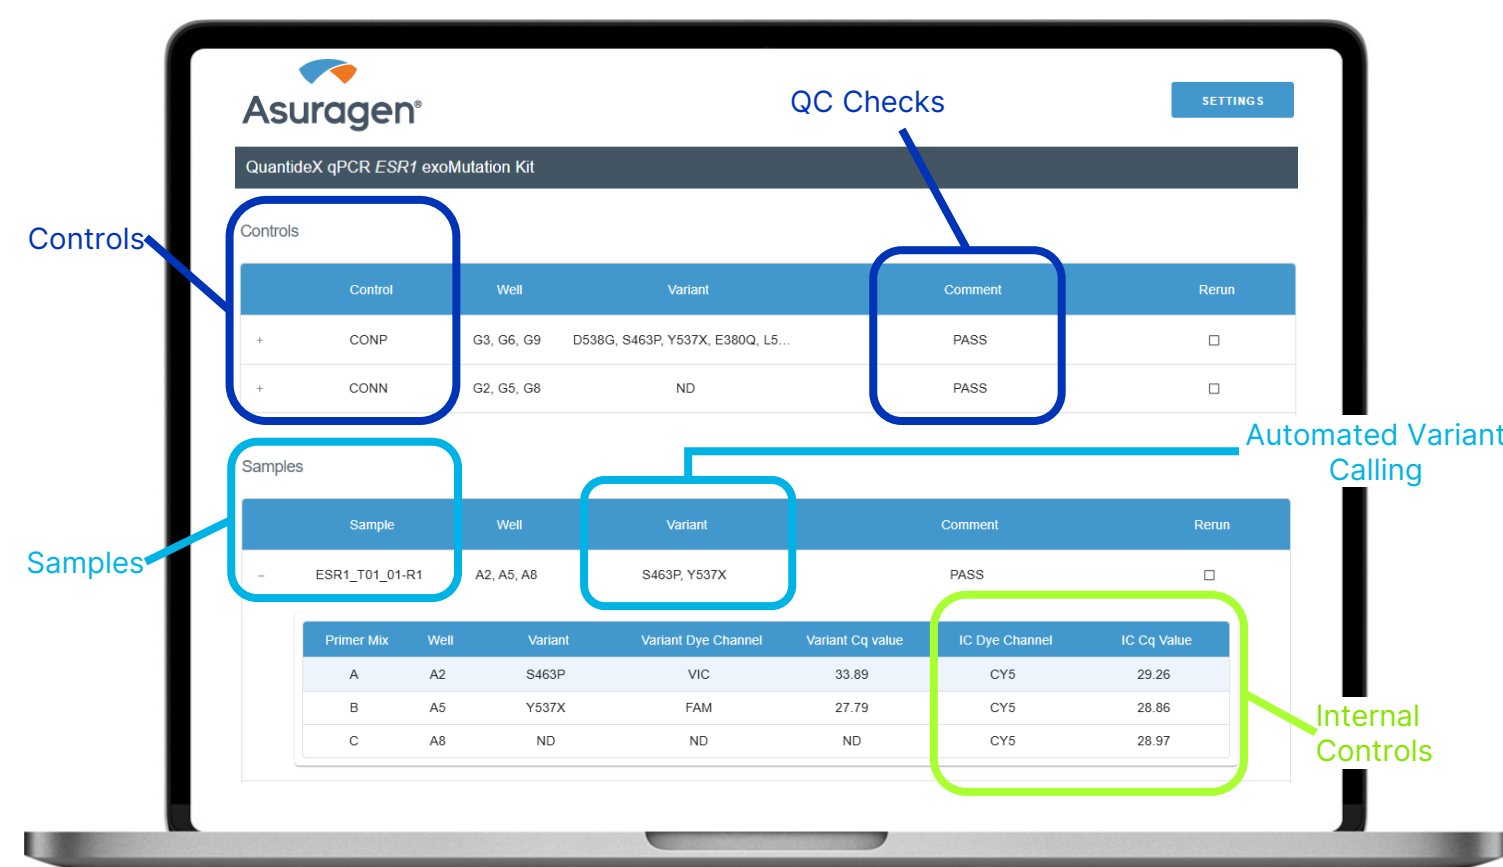 Asuragen®
QC Checks
SETTINGS
QuantideX qPCR ESR1 exoMutation Kit
Controls
Controls
Control Well Variant Comment Rerun
+ CONP G3, G6, G9 D538G, S463P, Y537X, E380Q, L5... PASS
+ CONN G2, G5, G8 ND PASS
Automated Variant
Calling
Samples
Sample Well Variant Comment Rerun
Samples
– ESR1_T01_01-R1 A2, A5, A8 S463P, Y537X PASS
Primer Mix Well Variant Variant Dye Channel Variant Cq value IC Dye Channel IC Cq Value
A A2 S463P VIC 33.89 CY5 29.26
B A5 Y537X FAM 27.79 CY5 28.86
C A8 ND ND ND CY5 28.97
Internal
Controls